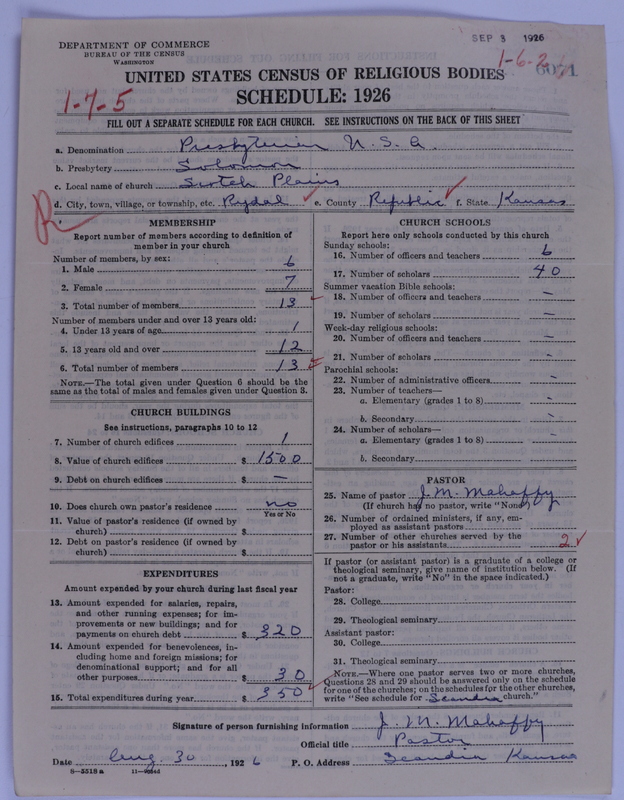 SEP 3 1926
DEPARTMENT OF COMMERCE
BUREAU OF THE CENSUS
WASHINGTON
1-6-2
UNITED STATES CENSUS OF RELIGIOUS BODIES
1-7-5
SCHEDULE: 1926
FILL OUT A SEPARATE SCHEDULE FOR EACH CHURCH. SEE INSTRUCTIONS ON THE BACK OF THIS SHEET
a. Denomination Presbyterian U.S.A.
b. Presbytery Solomon
c. Local name of church Scotch Plains
d. City, town, village, or township, etc. Rydal e. County Republic f. State Kansas
R
MEMBERSHIP
Report number of members according to definition of
member in your church
Number of members, by sex:
1. Male 6
2. Female 7
3. Total number of members 13
Number of members under and over 13 years old:
4. Under 13 years of age 1
5. 13 years old and over 12
6. Total number of members 13
NOTE.—The total given under Question 6 should be the
same as the total of males and females given under Question 3.
CHURCH BUILDINGS
See instructions, paragraphs 10 to 12
7. Number of church edifices 1
8. Value of church edifices $ 1500
9. Debt on church edifices $ —
10. Does church own pastor's residence no
Yes or No
11. Value of pastor's residence (if owned by
church) $
12. Debt on pastor's residence (if owned by
church) $
EXPENDITURES
Amount expended by your church during last fiscal year
13. Amount expended for salaries, repairs,
and other running expenses; for im-
provements or new buildings; and for
payments on church debt $ 320
14. Amount expended for benevolences, in-
cluding home and foreign missions; for
denominational support; and for all
other purposes $ 30
15. Total expenditures during year $ 350
CHURCH SCHOOLS
Report here only schools conducted by this church
Sunday schools:
16. Number of officers and teachers 6
17. Number of scholars 40
Summer vacation Bible schools:
18. Number of officers and teachers —
19. Number of scholars —
Week-day religious schools:
20. Number of officers and teachers —
21. Number of scholars —
Parochial schools:
22. Number of administrative officers —
23. Number of teachers—
a. Elementary (grades 1 to 8) —
b. Secondary —
24. Number of scholars—
a. Elementary (grades 1 to 8) —
b. Secondary
PASTOR
25. Name of pastor J. M. Mahaffy
(If church has no pastor, write "None")
26. Number of ordained ministers, if any, em-
ployed as assistant pastors
27. Number of other churches served by the
pastor or his assistants 2
If pastor (or assistant pastor) is a graduate of a college or
theological seminary, give name of institution below. (If
not a graduate, write "No" in the space indicated.)
Pastor:
28. College
29. Theological seminary
Assistant pastor:
30. College
31. Theological seminary
NOTE.—Where one pastor serves two or more churches,
Questions 28 and 29 should be answered only on the schedule
for one of the churches; on the schedules for the other churches,
write "See schedule for Scandia church."
Signature of person furnishing information J. M. Mahaffy
Official title Pastor
Date Aug. 30, 1926 P. O. Address Scandia Kansas
S-5518 a